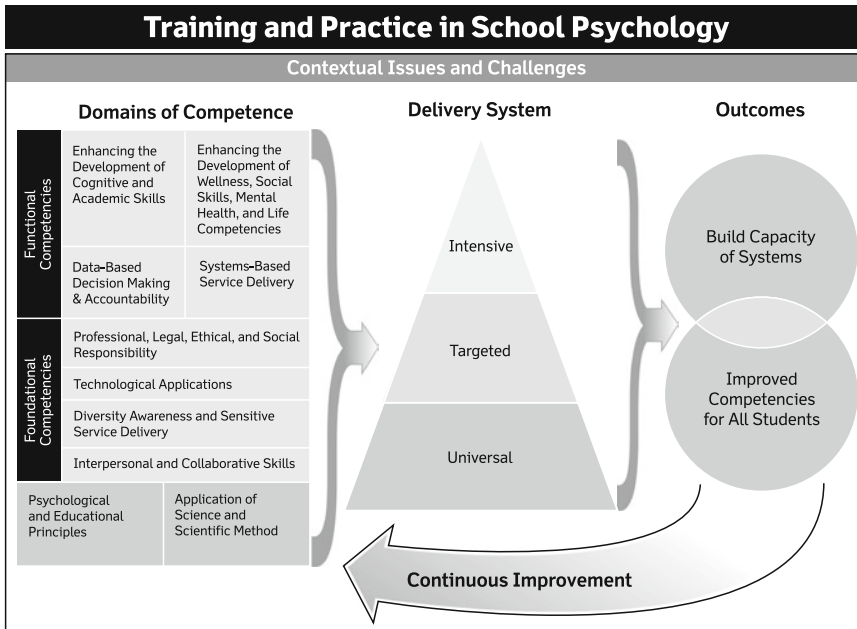 Training and Practice in School Psychology
Contextual Issues and Challenges
Domains of Competence
Functional
Competencies
Enhancing the
Development of
Cognitive and
Academic Skills
Enhancing the
Development of
Wellness, Social
Skills, Mental
Health, and Life
Competencies
Data-Based
Decision Making
& Accountability
Systems-Based
Service Delivery
Foundational
Competencies
Professional, Legal, Ethical, and Social
Responsibility
Technological Applications
Diversity Awareness and Sensitive
Service Delivery
Interpersonal and Collaborative Skills
Psychological
and Educational
Principles
Application of
Science and
Scientific Method
Delivery System
Intensive
Targeted
Universal
Outcomes
Build Capacity
of Systems
Improved
Competencies
for All Students
Continuous Improvement